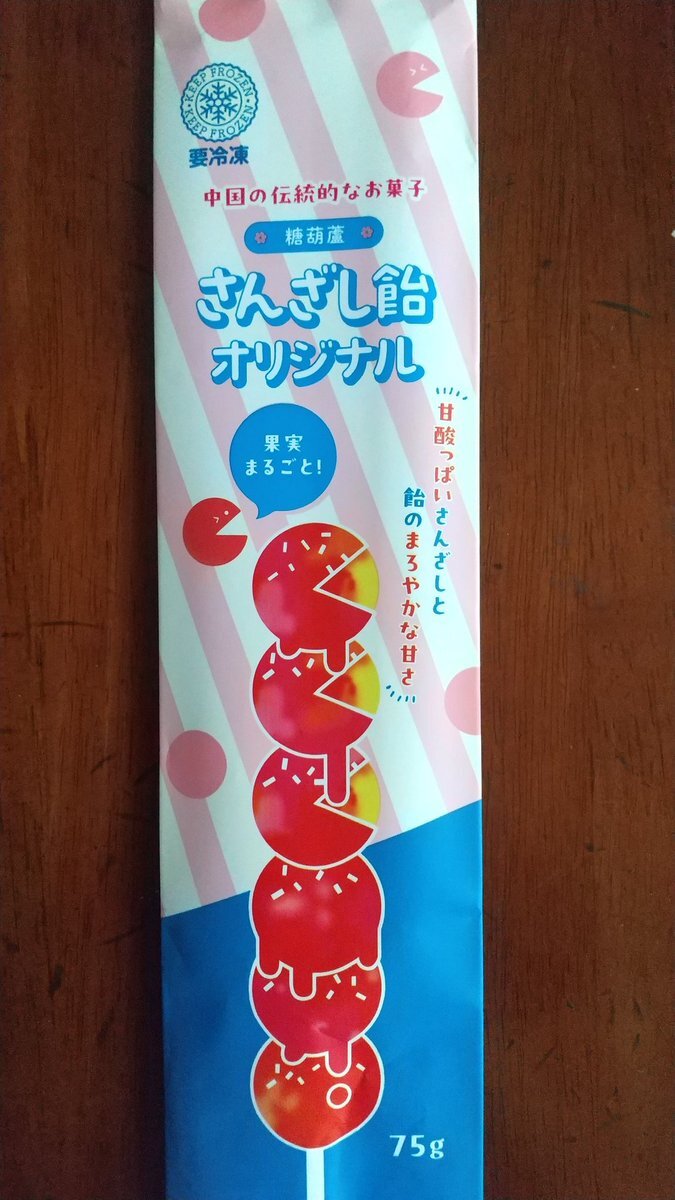 KEEP FROZEN
KEEP FROZEN
要冷凍
中国の伝統的なお菓子
糖葫蘆
さんざし飴
オリジナル
果実
まるごと!
甘酸っぱいさんざしと
飴のまろやかな甘さ
75g